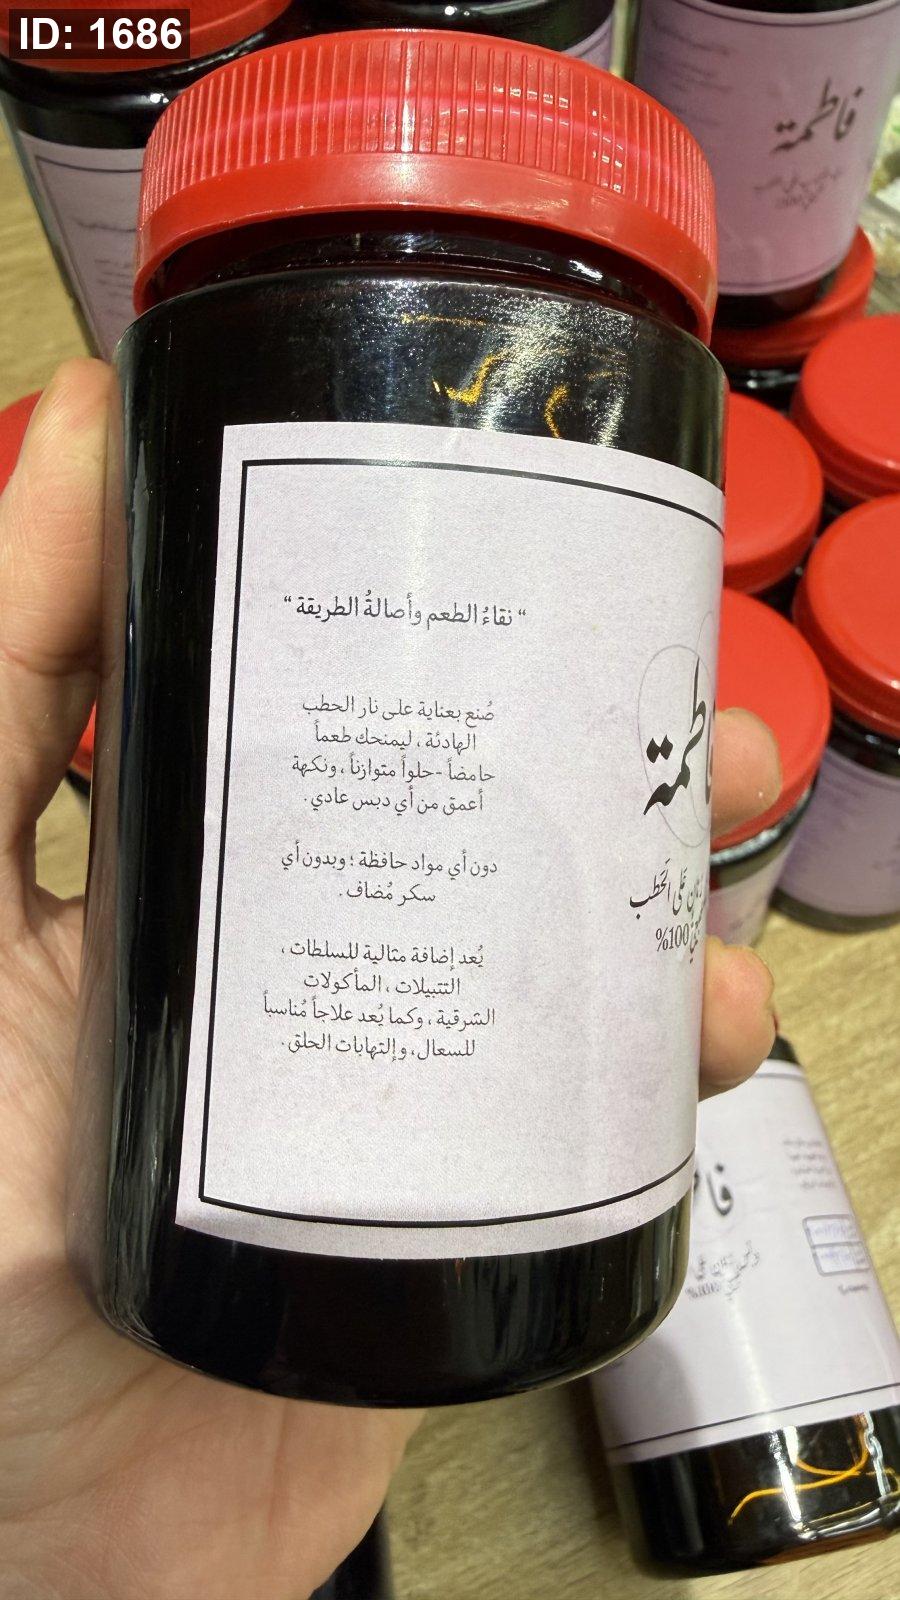 ID: 1686
فاطمة
" نقاءُ الطعم وأصالةُ الطريقة "
صُنع بعناية على نار الحطب
الهادئة ، ليمنحك طعماً
حامضاً -حلواً متوازناً ، ونكهة
أعمق من أي دبس عادي.
دون أي مواد حافظة ؛ وبدون أي
سكر مُضاف.
يُعد إضافة مثالية للسلطات ،
التتبيلات ، المأكولات
الشرقية ، وكما يُعد علاجاً مُناسباً
للسعال، وإلتهابات الحلق.
فاطمة
عَلى الحَطب
100%